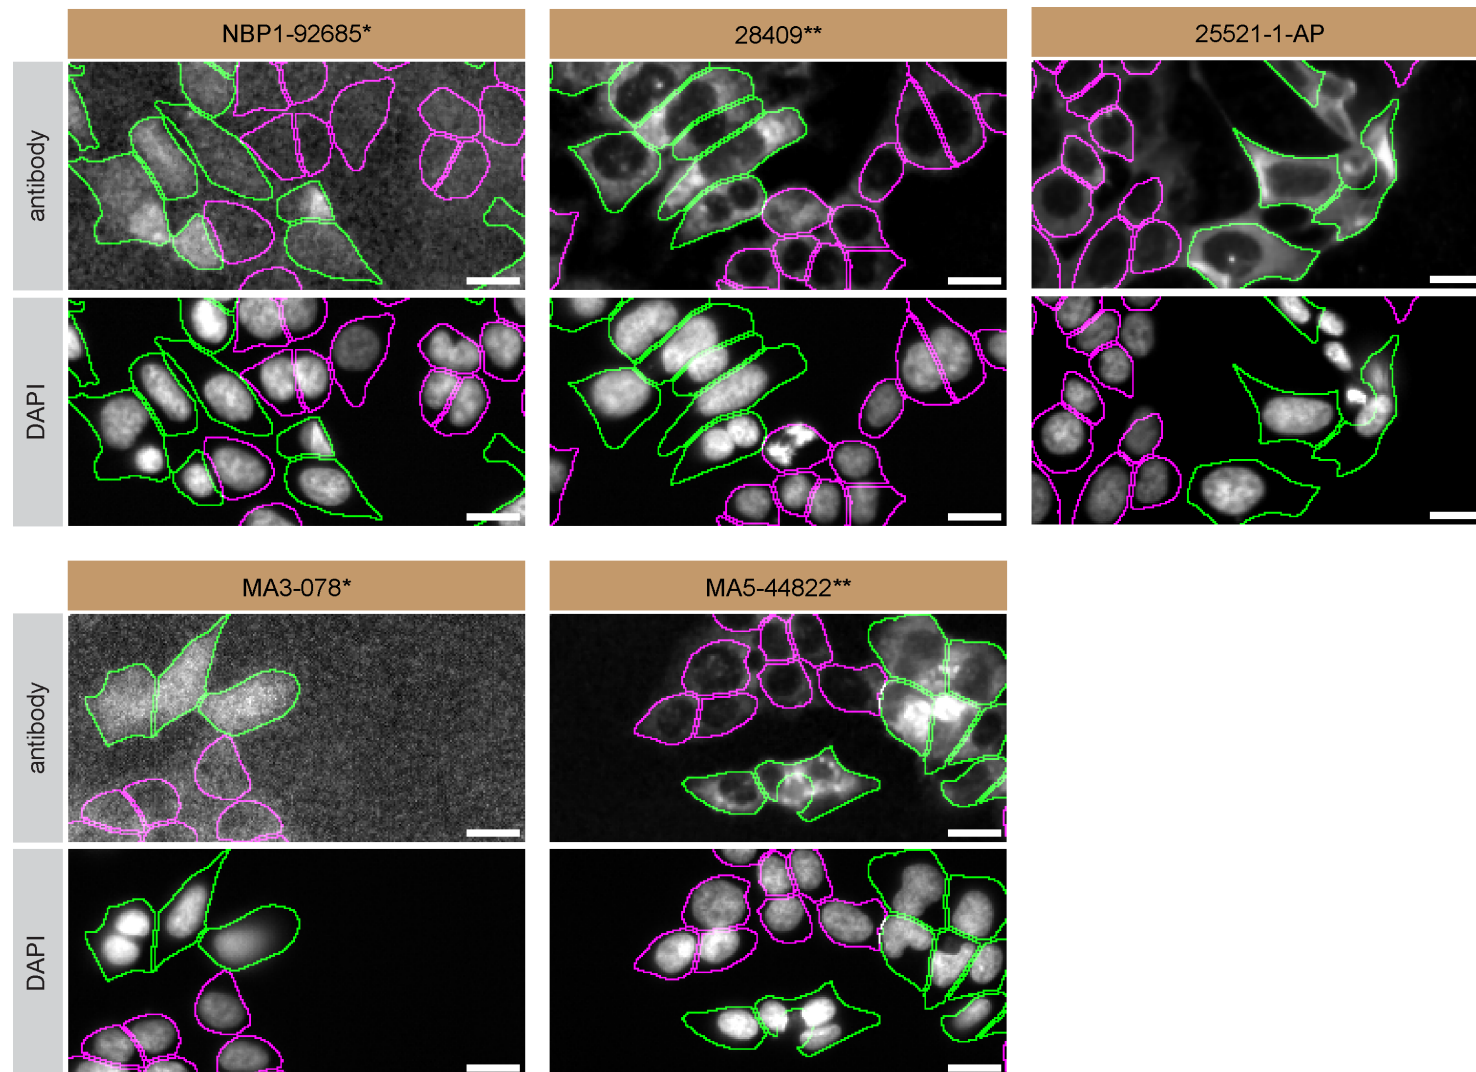 NBP1-92685*
28409**
25521-1-AP
antibody
DAPI
MA3-078*
MA5-44822**
antibody
DAPI